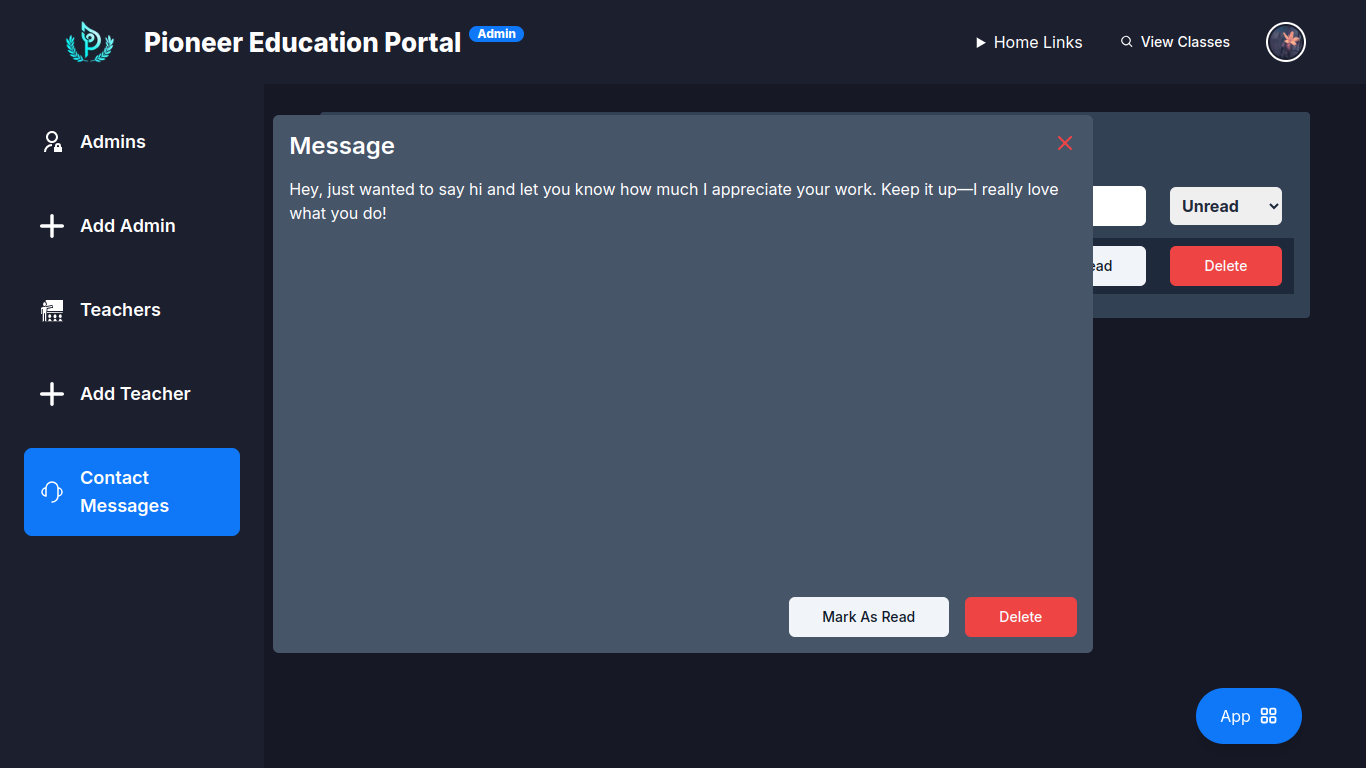 Pioneer Education Portal
Admin
Home Links
View Classes
Admins
Add Admin
Teachers
Add Teacher
Contact
Messages
Message
Hey, just wanted to say hi and let you know how much I appreciate your work. Keep it up—I really love
what you do!
Unread
Delete
Mark As Read
Delete
App